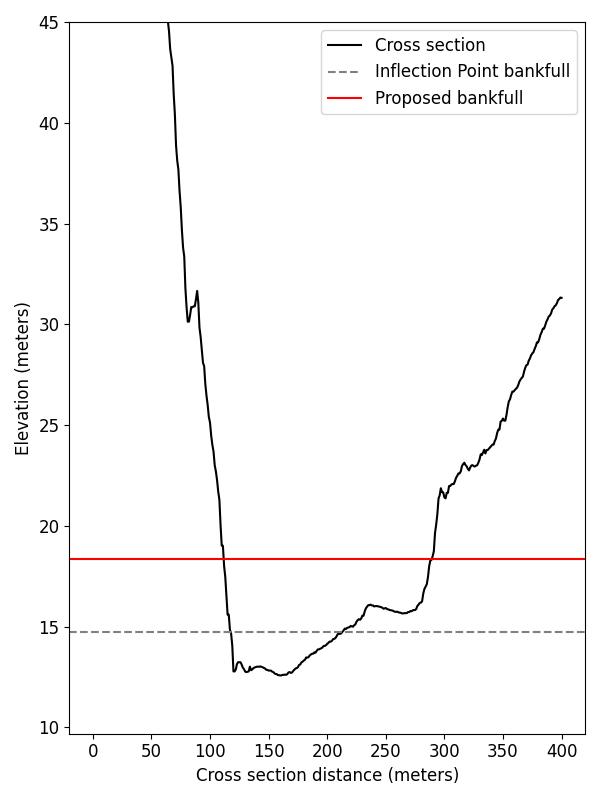 45
40
35
30
25
20
15
10
Elevation (meters)
Cross section
Inflection Point bankfull
Proposed bankfull
0 50 100 150 200 250 300 350 400
Cross section distance (meters)